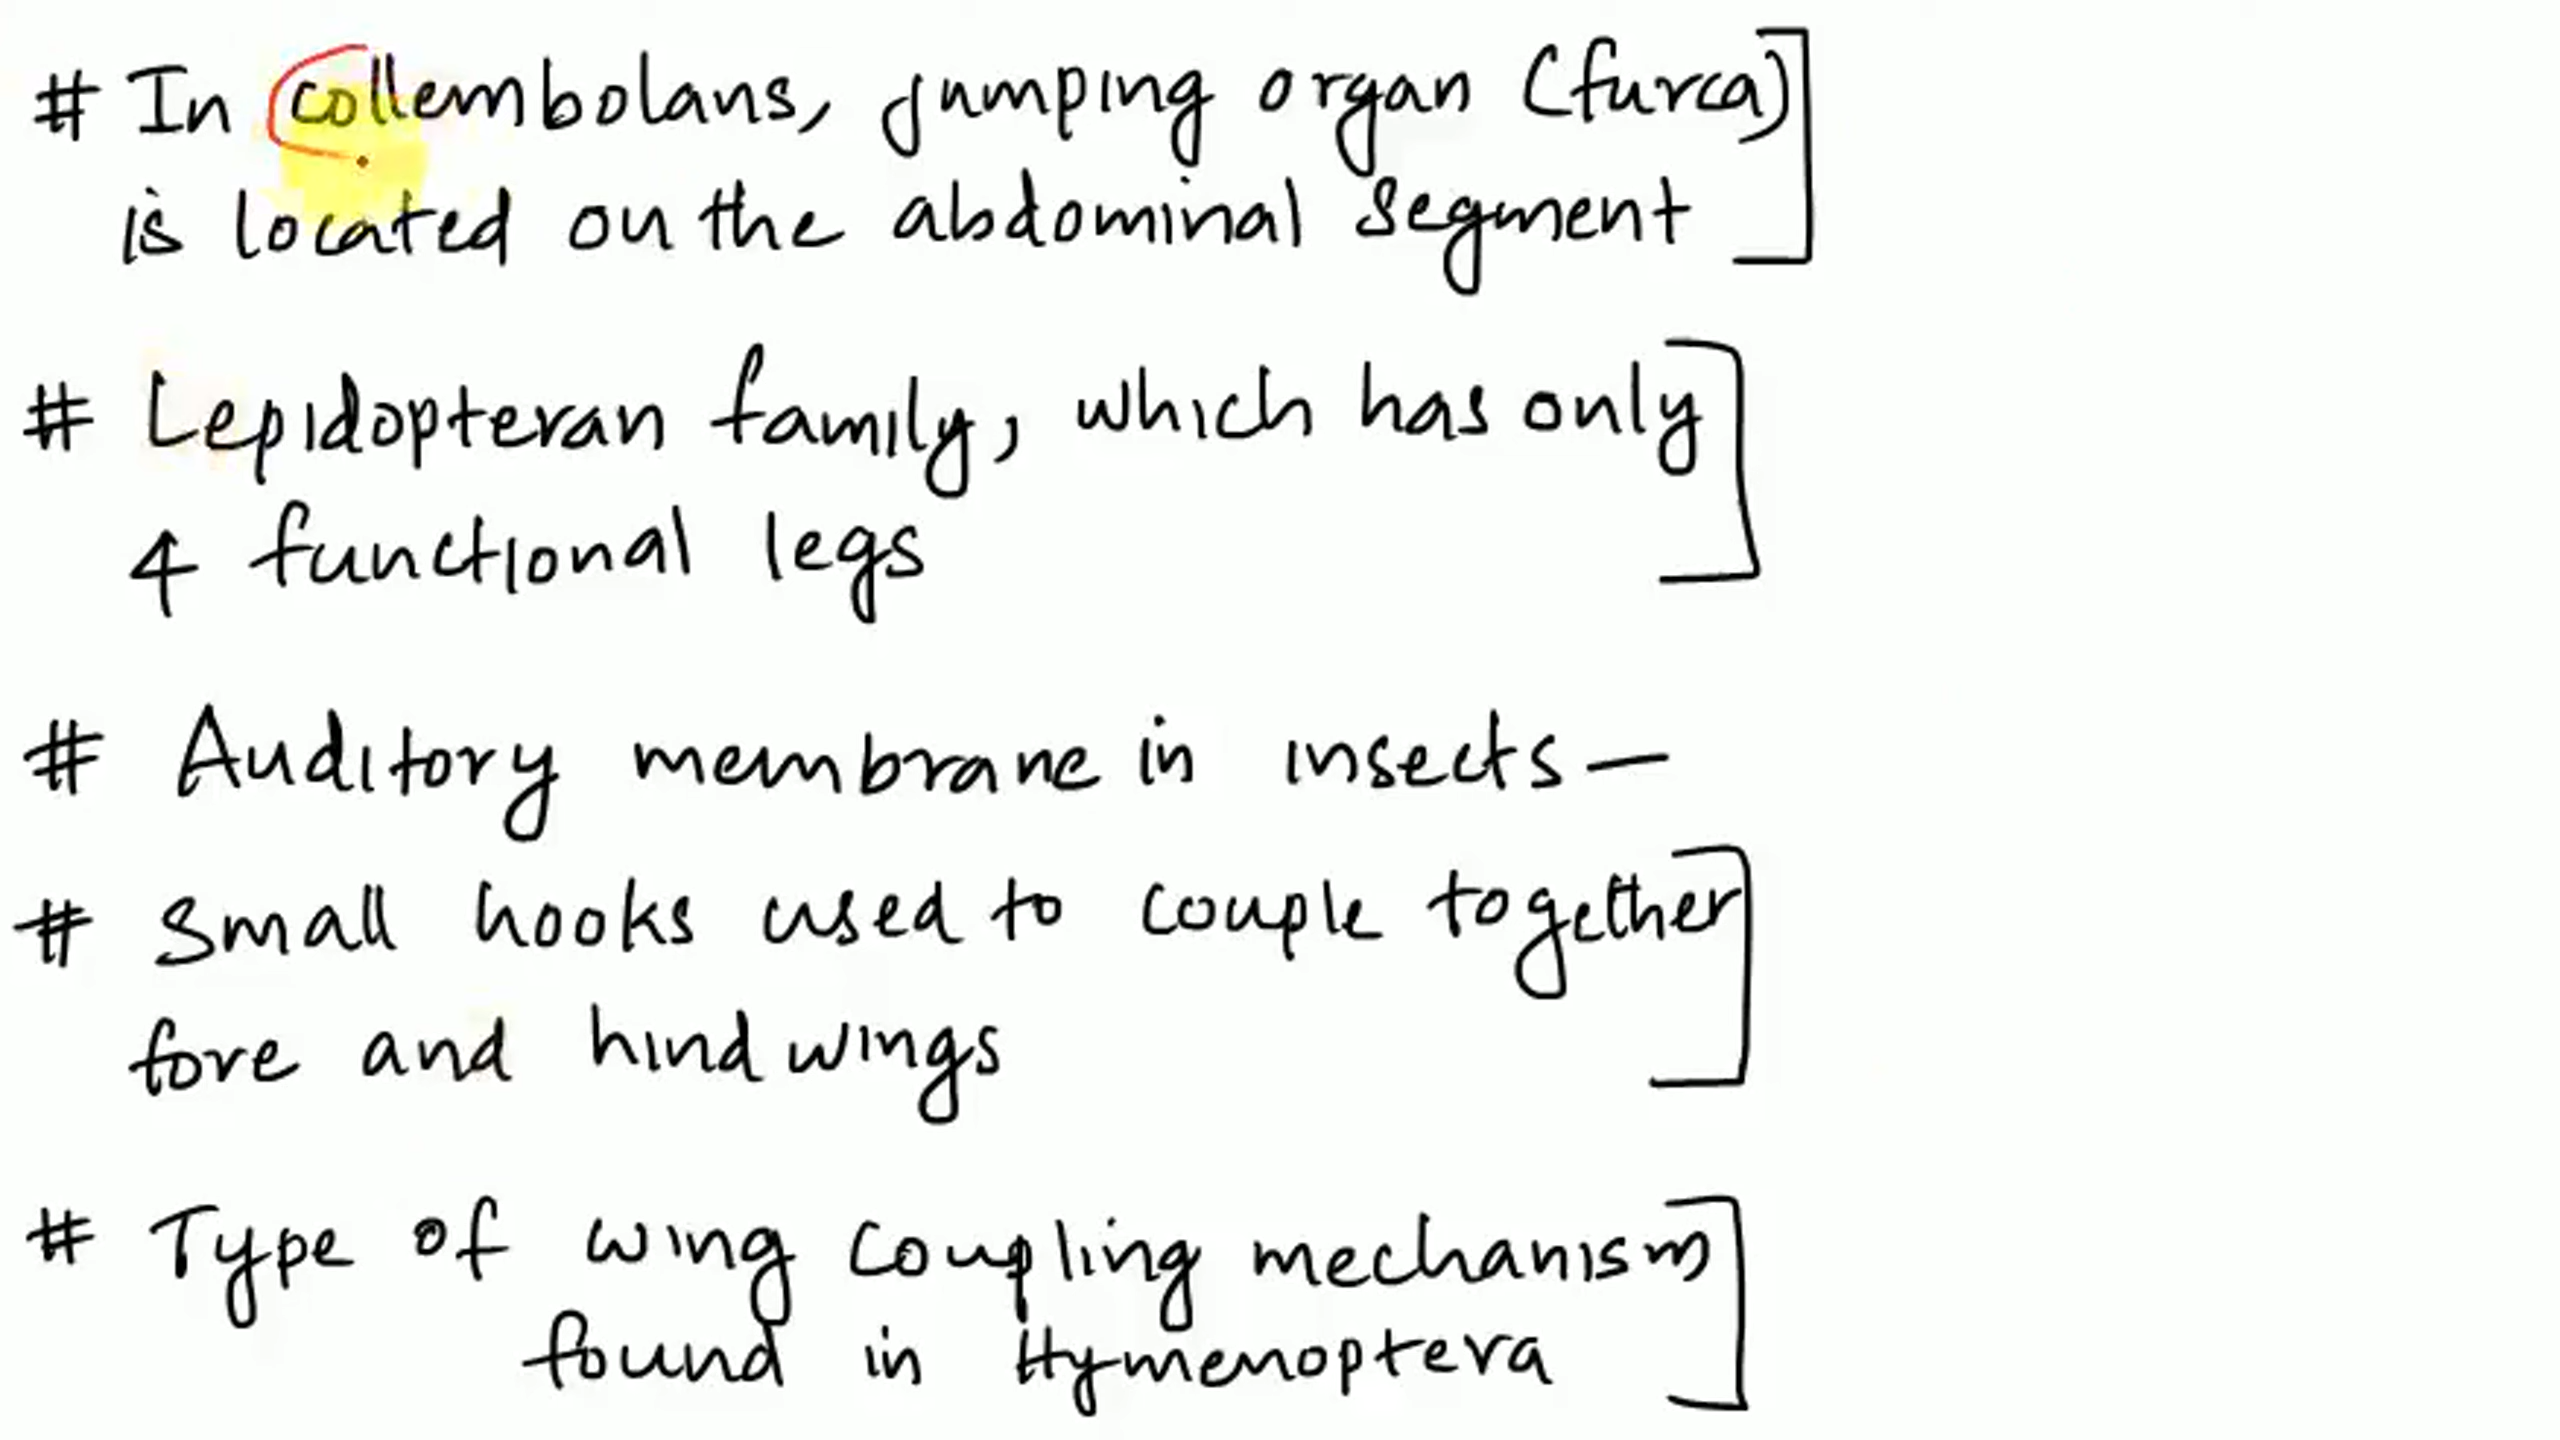 # In collembolans, jumping organ (furca)
is located on the abdominal segment
# Lepidopteran family, which has only
4 functional legs
# Auditory membrane in insects —
# Small hooks used to couple together
fore and hind wings
# Type of wing coupling mechanism
found in Hymenoptera